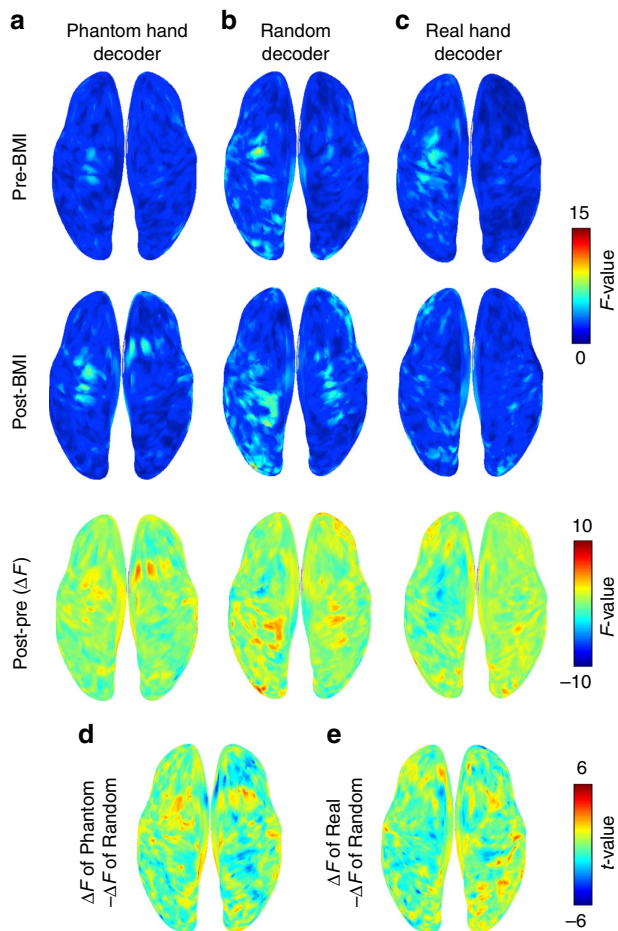 a
Phantom hand
decoder
b
Random
decoder
c
Real hand
decoder
Pre-BMI
Post-BMI
Post-pre (ΔF)
15
F-value
0
10
F-value
–10
d
ΔF of Phantom
–ΔF of Random
e
ΔF of Real
–ΔF of Random
6
t-value
–6